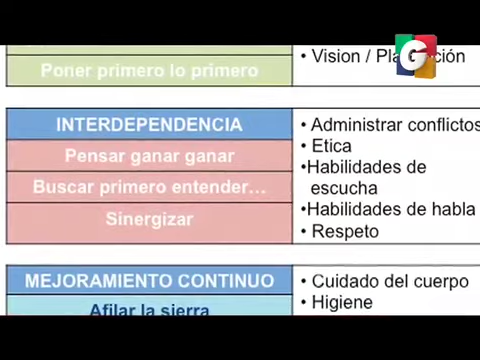 Poner primero lo primero
• Vision / Pla
G
INTERDEPENDENCIA
Pensar ganar ganar
Buscar primero entender…
Sinergizar
• Administrar conflictos
• Etica
•Habilidades de
escucha
•Habilidades de habla
• Respeto
MEJORAMIENTO CONTINUO
Afilar la sierra
• Cuidado del cuerpo
• Higiene